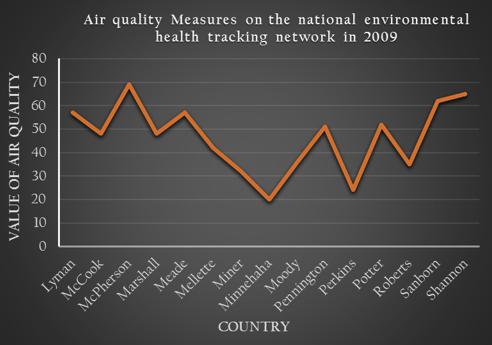 Air quality Measures on the national environmental
health tracking network in 2009
VALUE OF AIR QUALITY
80
70
60
50
40
30
20
10
0
Lyman
McCook
McPherson
Marshall
Meade
Mellette
Miner
Minnehaha
Moody
Pennington
Perkins
Potter
Roberts
Sanborn
Shannon
COUNTRY